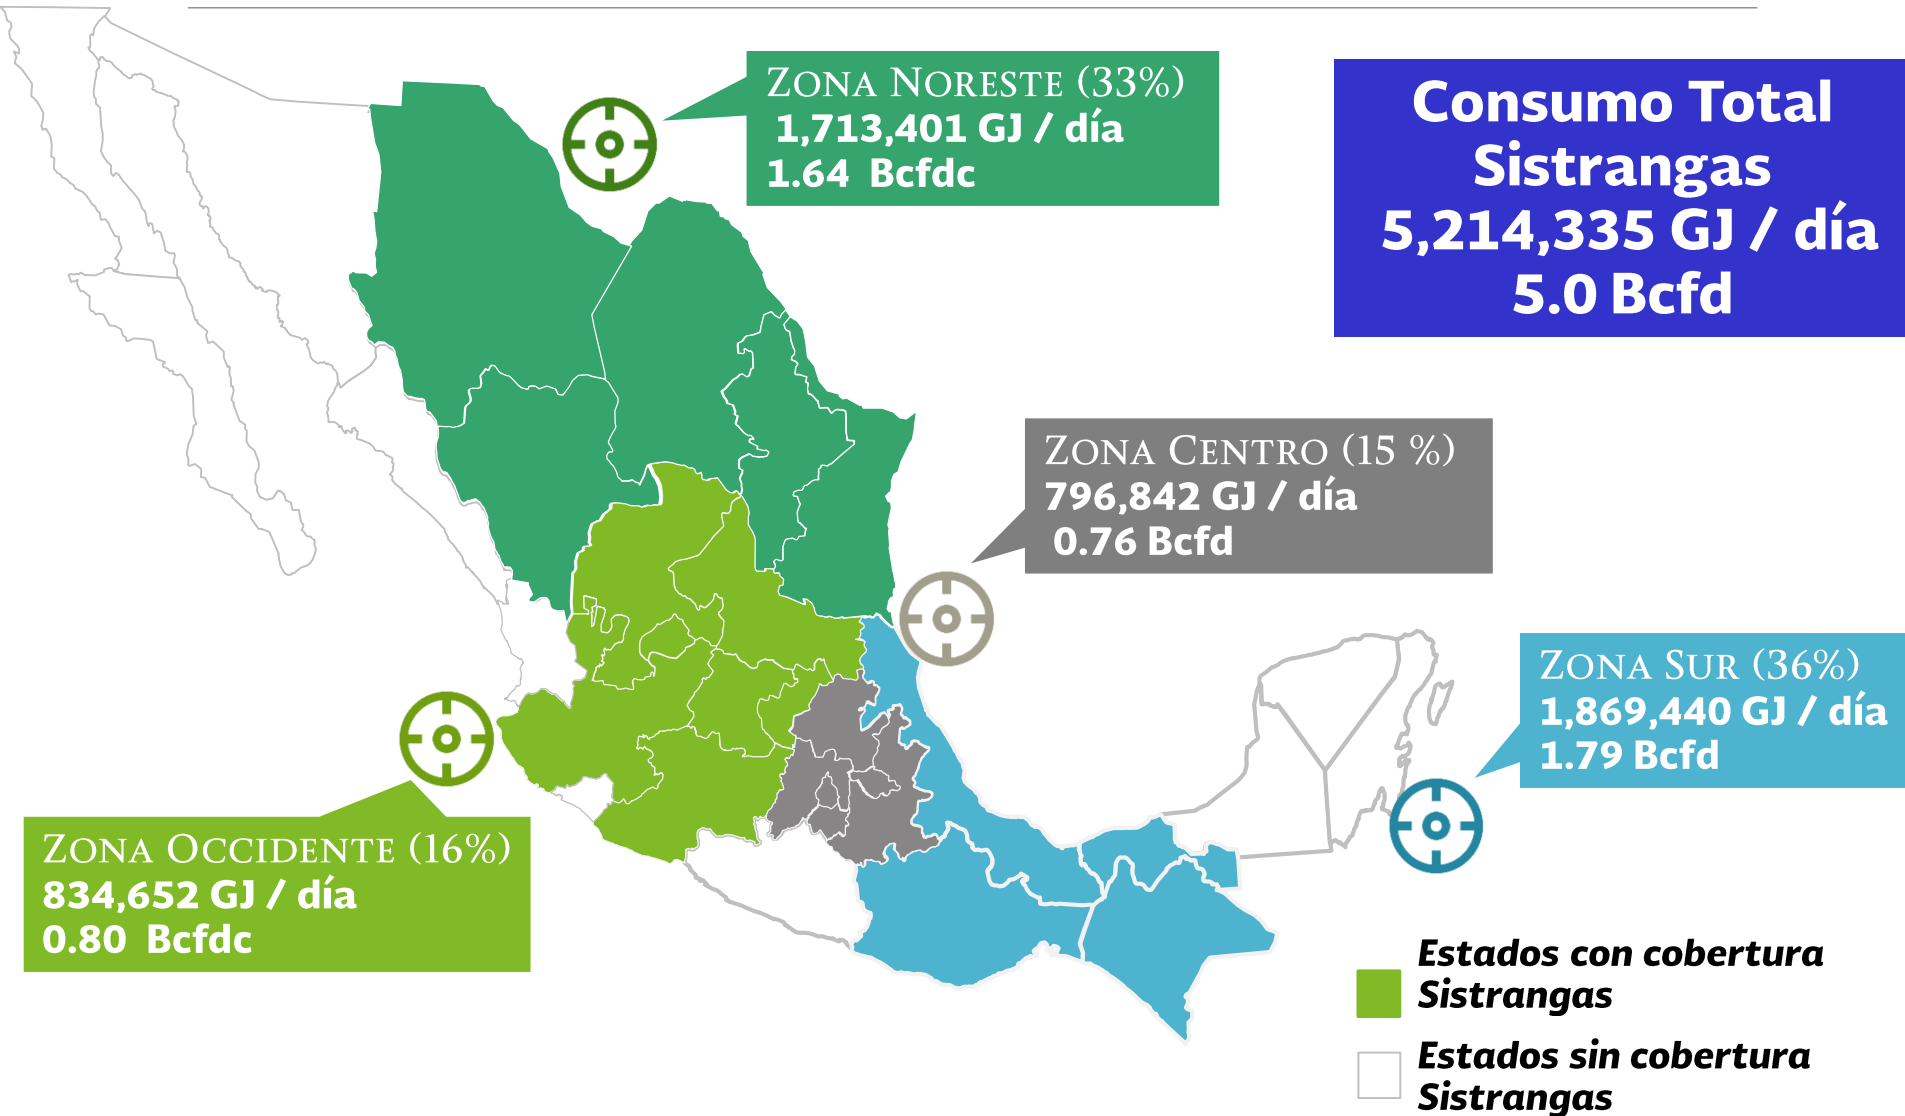 ZONA NORESTE (33%)
1,713,401 GJ / día
1.64 Bcfdc
Consumo Total
Sistrangas
5,214,335 GJ / día
5.0 Bcfd
ZONA CENTRO (15 %)
796,842 GJ / día
0.76 Bcfd
ZONA SUR (36%)
1,869,440 GJ / día
1.79 Bcfd
ZONA OCCIDENTE (16%)
834,652 GJ / día
0.80 Bcfdc
Estados con cobertura
Sistrangas
Estados sin cobertura
Sistrangas